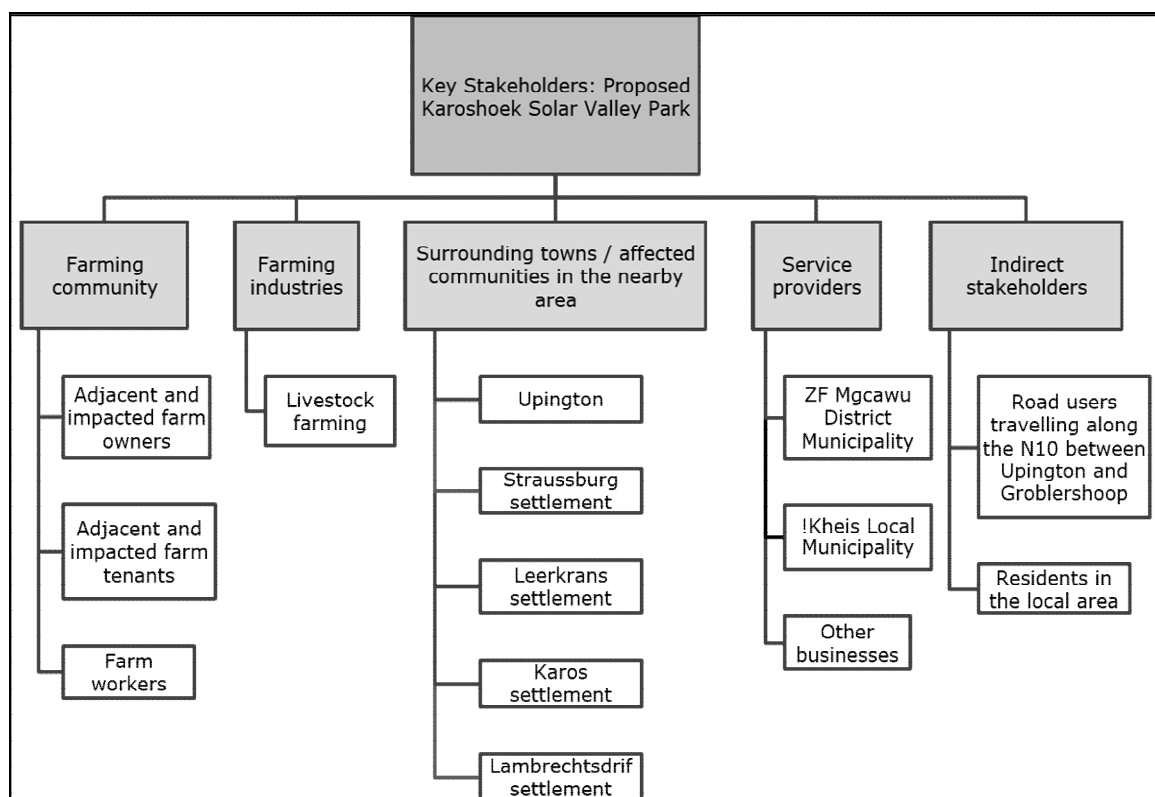 Key Stakeholders: Proposed
Karoshoek Solar Valley Park
Farming
community
Adjacent and
impacted farm
owners
Adjacent and
impacted farm
tenants
Farm
workers
Farming
industries
Livestock
farming
Surrounding towns / affected
communities in the nearby
area
Upington
Straussburg
settlement
Leerkrans
settlement
Karos
settlement
Lambrechtsdrif
settlement
Service
providers
ZF Mgcawu
District
Municipality
!Kheis Local
Municipality
Other
businesses
Indirect
stakeholders
Road users
travelling along
the N10 between
Upington and
Groblershoop
Residents in
the local area